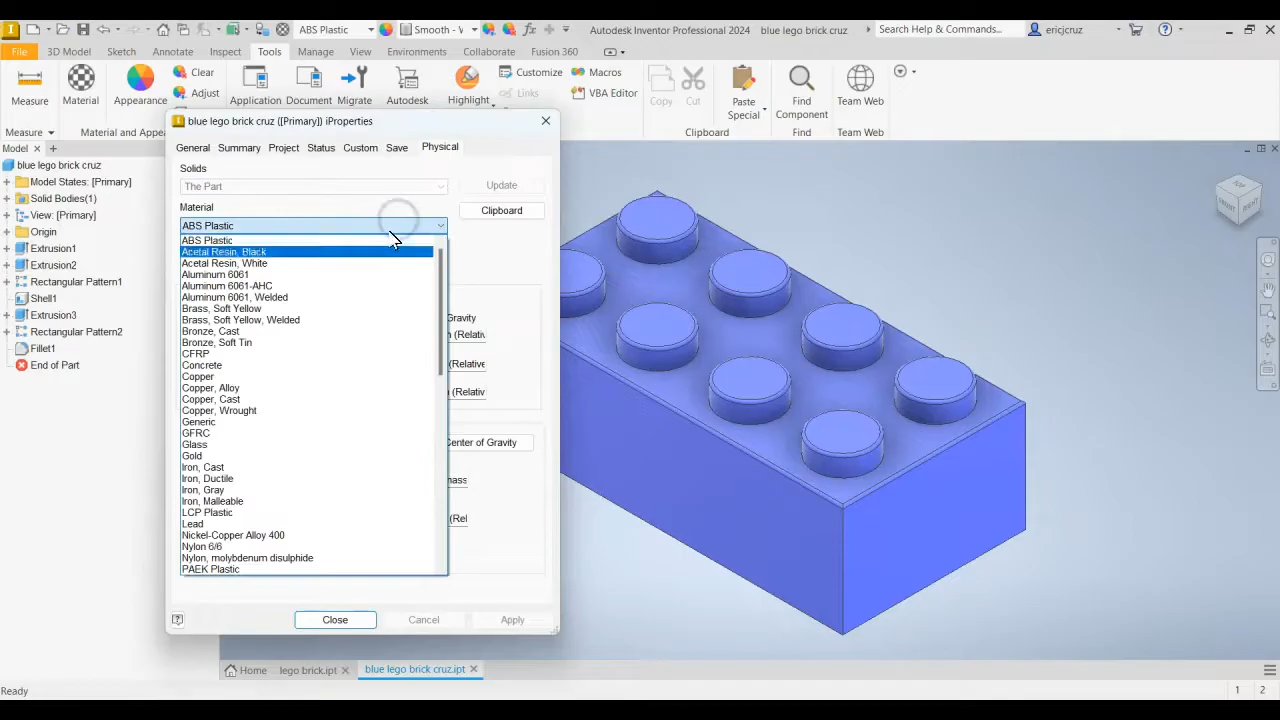 ABS Plastic
Smooth -
Autodesk Inventor Professional 2024 blue lego brick cruz
Search Help & Commands...
ericjcruz
File 3D Model Sketch Annotate Inspect Tools Manage View Environments Collaborate Fusion 360
Clear
Adjust
Customize
Links
Macros
VBA Editor
Measure Material Appearance Application Document Migrate Autodesk Highlight Copy Cut Paste Special Find Component Team Web Team Web
Measure Material and Appea Clipboard Find Team Web
Model
blue lego brick cruz
Model States: [Primary]
Solid Bodies(1)
View: [Primary]
Origin
Extrusion1
Extrusion2
Rectangular Pattern1
Shell1
Extrusion3
Rectangular Pattern2
Fillet1
End of Part
blue lego brick cruz ([Primary]) iProperties
General Summary Project Status Custom Save Physical
Solids
The Part
Update
Material
Clipboard
ABS Plastic
ABS Plastic
Acetal Resin, Black
Acetal Resin, White
Aluminum 6061
Aluminum 6061-AHC
Aluminum 6061, Welded
Brass, Soft Yellow
Brass, Soft Yellow, Welded
Bronze, Cast
Bronze, Soft Tin
CFRP
Concrete
Copper
Copper, Alloy
Copper, Cast
Copper, Wrought
Generic
GFRC
Glass
Gold
Iron, Cast
Iron, Ductile
Iron, Gray
Iron, Malleable
LCP Plastic
Lead
Nickel-Copper Alloy 400
Nylon 6/6
Nylon, molybdenum disulphide
PAEK Plastic
Gravity
n (Relativ
(Relative
(Relativ
Center of Gravity
mass
(Rel
Close Cancel Apply
TOP
FRONT
RIGHT
Home lego brick.ipt blue lego brick cruz.ipt
Ready
1 2